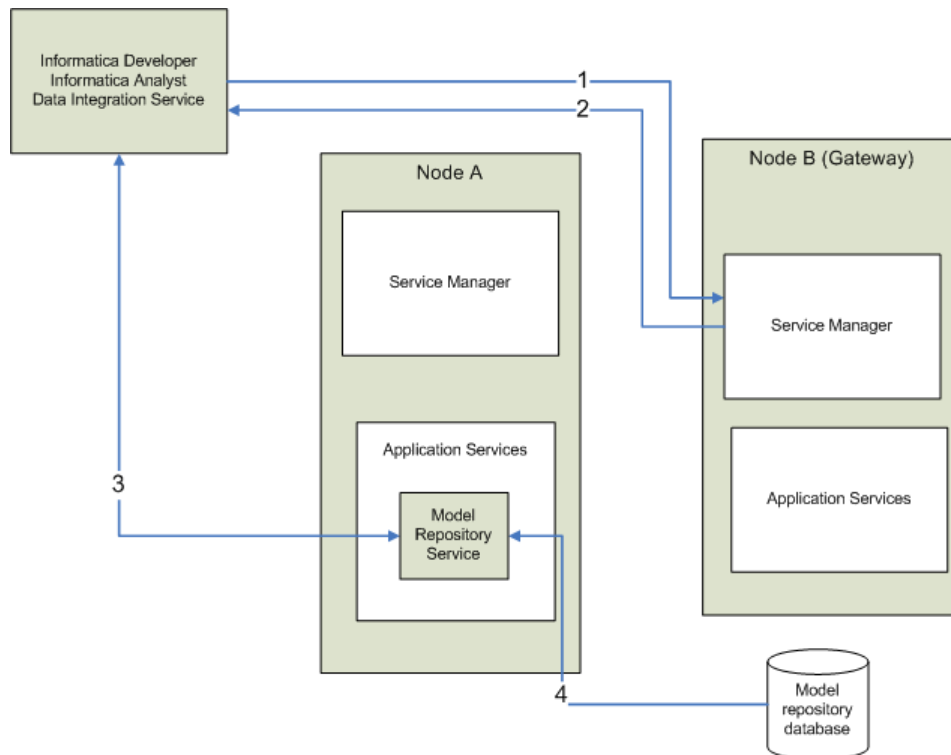 Informatica Developer
Informatica Analyst
Data Integration Service
1
2
Node A
Service Manager
Application Services
Model
Repository
Service
3
4
Node B (Gateway)
Service Manager
Application Services
Model
repository
database